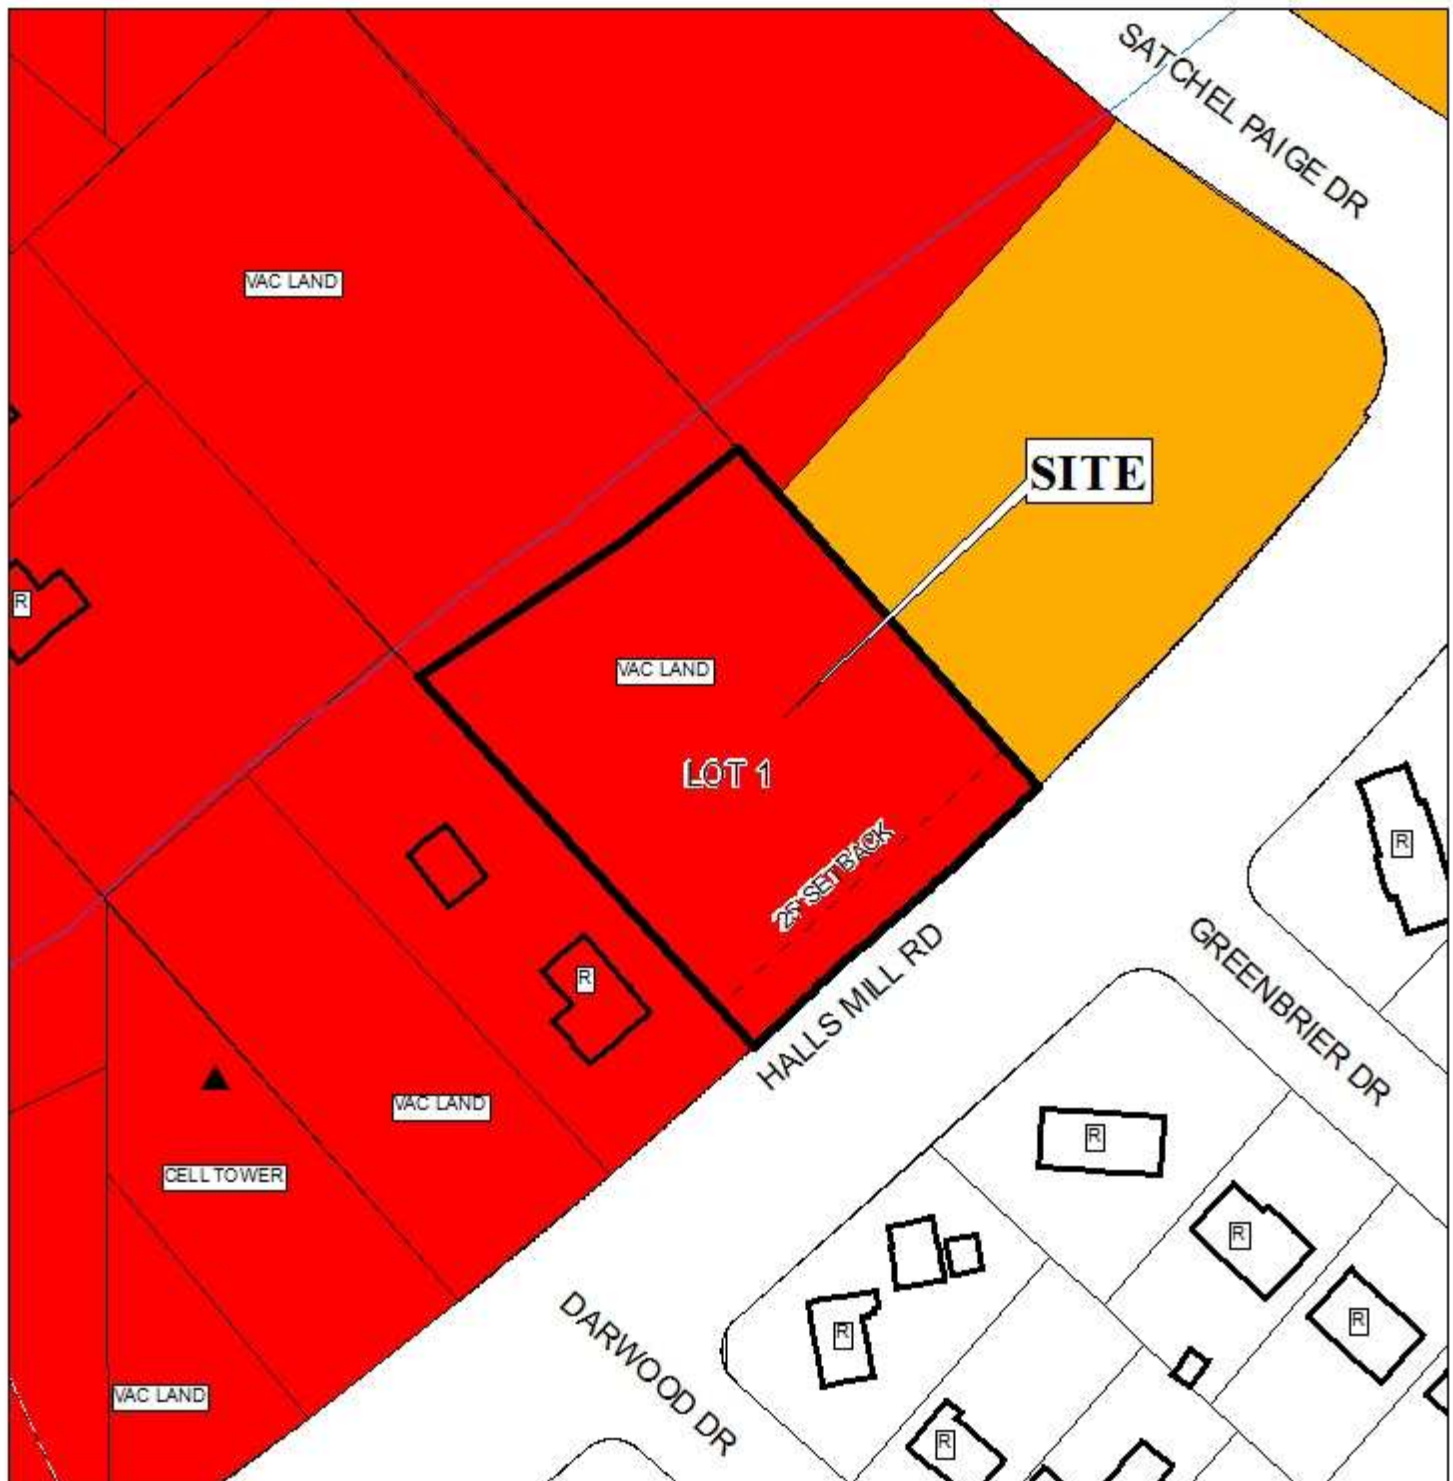 SATCHEL PAIGE DR
VAC LAND
SITE
R
VAC LAND
LOT 1
25' SETBACK
R
GREENBRIER DR
HALLS MILL RD
R
VAC LAND
R
CELL TOWER
R
R
R
DARWOOD DR
VAC LAND
R